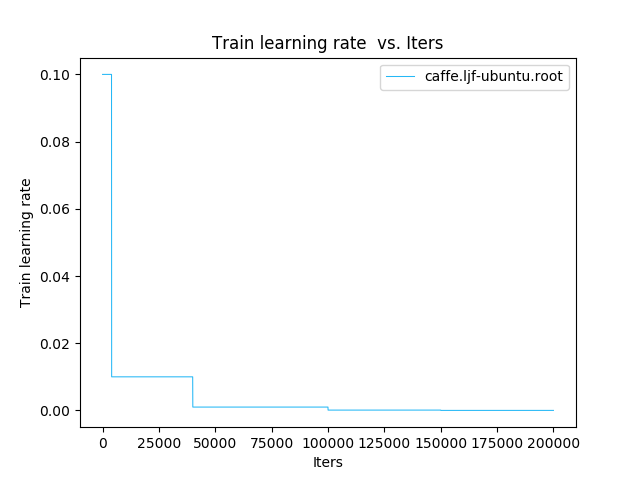 Train learning rate  vs. Iters
caffe.ljf-ubuntu.root
0.10
0.08
0.06
0.04
0.02
0.00
Train learning rate
0 25000 50000 75000 100000 125000 150000 175000 200000
Iters